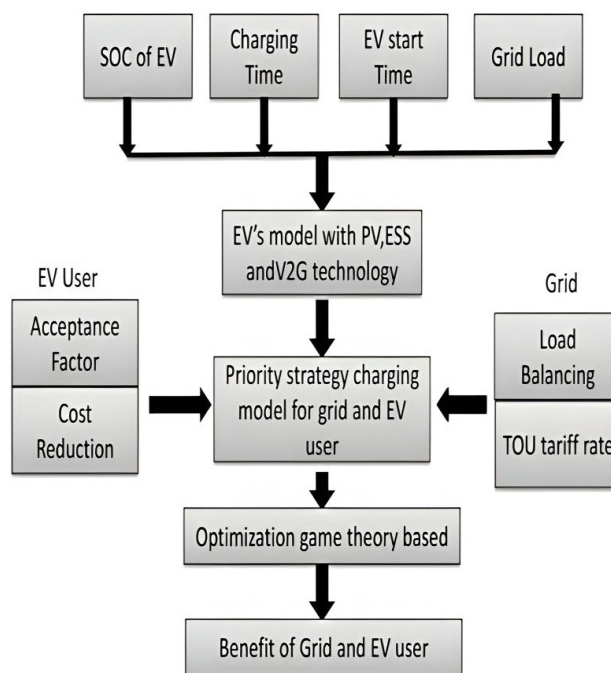 SOC of EV
Charging
Time
EV start
Time
Grid Load
EV's model with PV,ESS
andV2G technology
EV User
Acceptance
Factor
Cost
Reduction
Priority strategy charging
model for grid and EV
user
Grid
Load
Balancing
TOU tariff rate
Optimization game theory based
Benefit of Grid and EV user